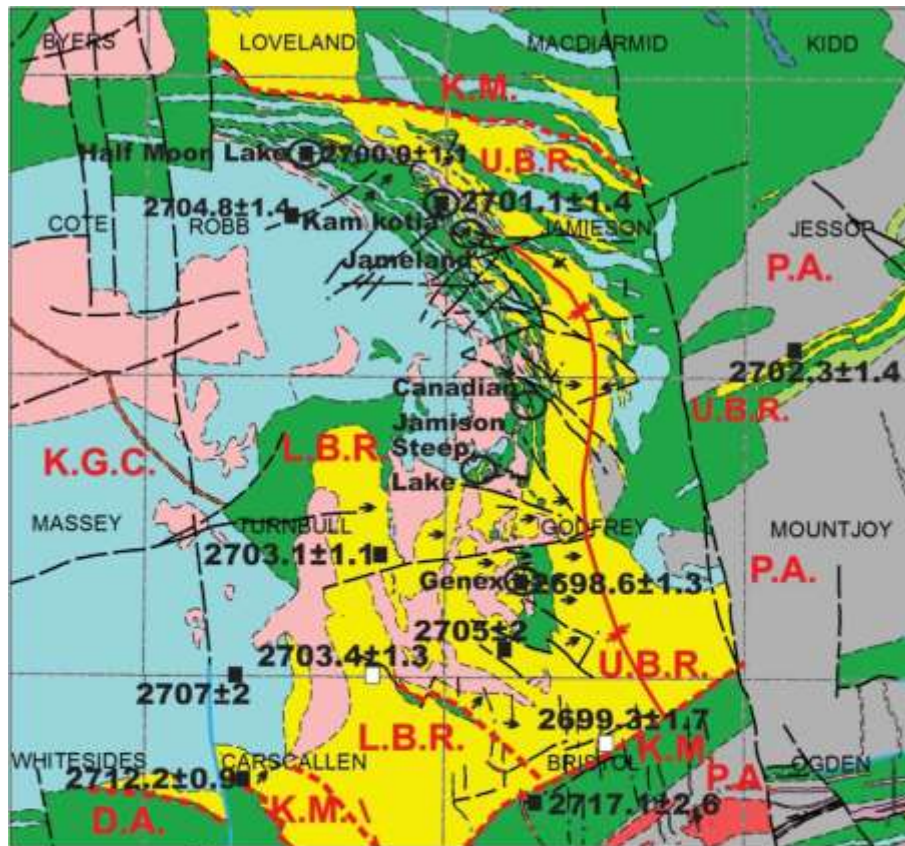 BYERS LOVELAND MACDIARMID KIDD
K.M.
Half Moon Lake 2700.0±1.1
U.B.R.
2704.8±1.4 2701.1±1.4
COTE ROBB Kam kotia JAMIESON JESSOP
Jameland P.A.
2702.3±1.4
Canadian
Jamison U.B.R.
Steep
L.B.R.
K.G.C. Lake
MASSEY TURNBULL GODFREY MOUNTJOY
2703.1±1.1
Genex 2698.6±1.3 P.A.
2705±2
2703.4±1.3 U.B.R.
2707±2
2699.3±1.7
L.B.R. K.M.
WHITESIDES CARSCALLEN BRISTOL OGDEN
2712.2±0.9 P.A
D.A. K.M. 2717.1±2.6